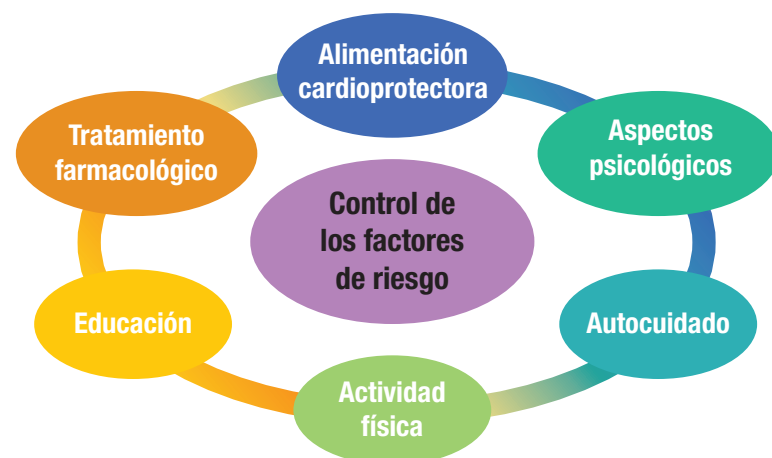 Alimentación
cardioprotectora
Aspectos
psicológicos
Autocuidado
Actividad
física
Educación
Tratamiento
farmacológico
Control de
los factores
de riesgo